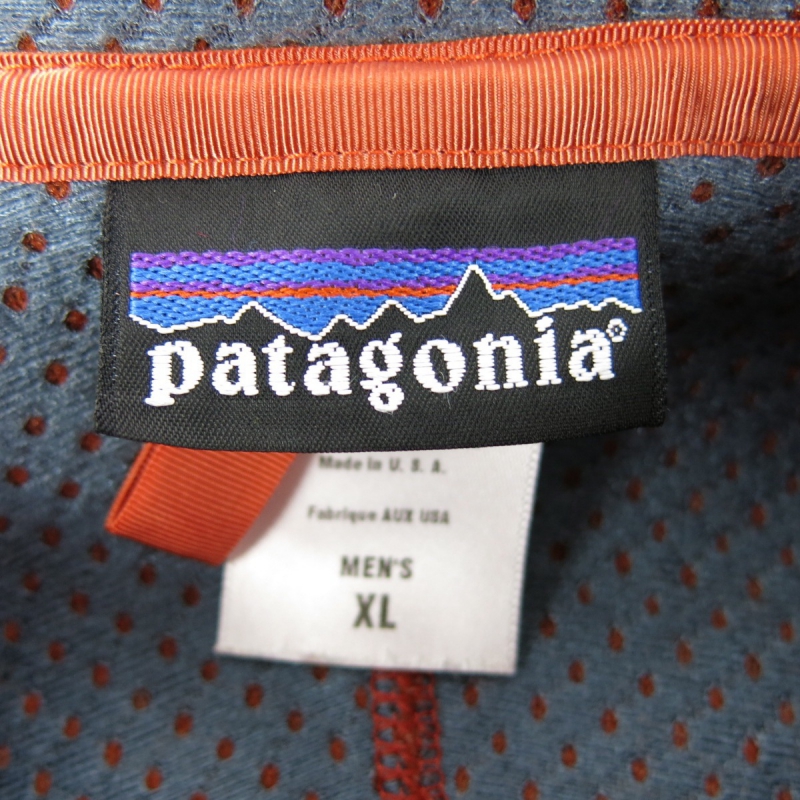 patagonia®
Made in U. S. A.
Fabrique AUX USA
MEN'S
XL